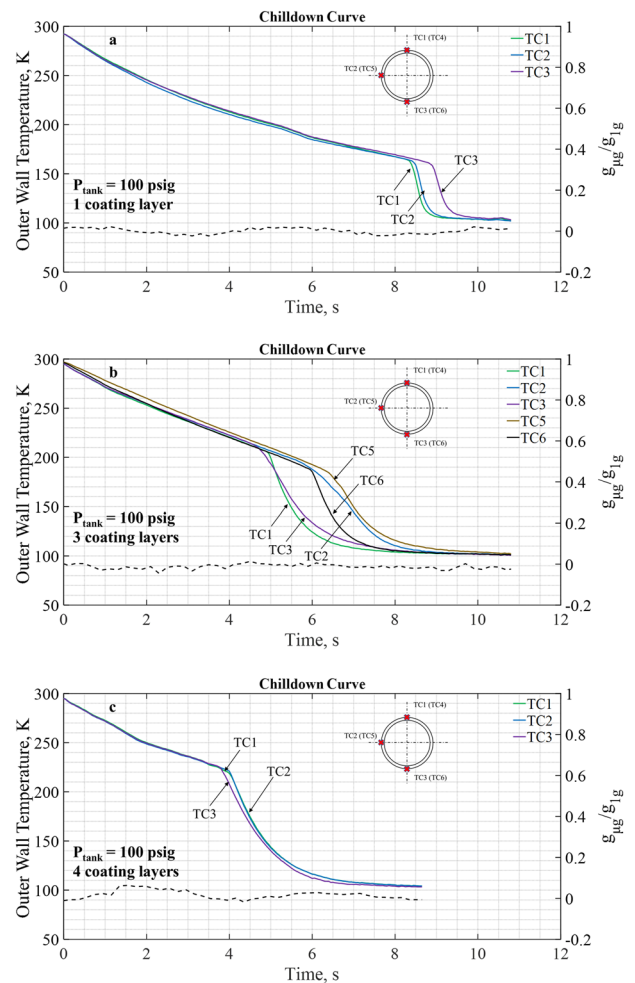 Chilldown Curve
300
250
200
150
100
50
Outer Wall Temperature, K
a
TC1 (TC4)
TC2 (TC5)
TC3 (TC6)
TC1
TC2
TC3
P_tank = 100 psig
1 coating layer
TC1
TC2
TC3
1
0.8
0.6
0.4
0.2
0
-0.2
g_μg/g_1g
0 2 4 6 8 10 12
Time, s
Chilldown Curve
300
250
200
150
100
50
Outer Wall Temperature, K
b
TC1 (TC4)
TC2 (TC5)
TC3 (TC6)
TC1
TC2
TC3
TC5
TC6
TC5
TC6
TC1
TC3
TC2
P_tank = 100 psig
3 coating layers
1
0.8
0.6
0.4
0.2
0
-0.2
g_μg/g_1g
0 2 4 6 8 10 12
Time, s
Chilldown Curve
300
250
200
150
100
50
Outer Wall Temperature, K
c
TC1 (TC4)
TC2 (TC5)
TC3 (TC6)
TC1
TC2
TC3
TC1
TC2
TC3
P_tank = 100 psig
4 coating layers
1
0.8
0.6
0.4
0.2
0
-0.2
g_μg/g_1g
0 2 4 6 8 10 12
Time, s